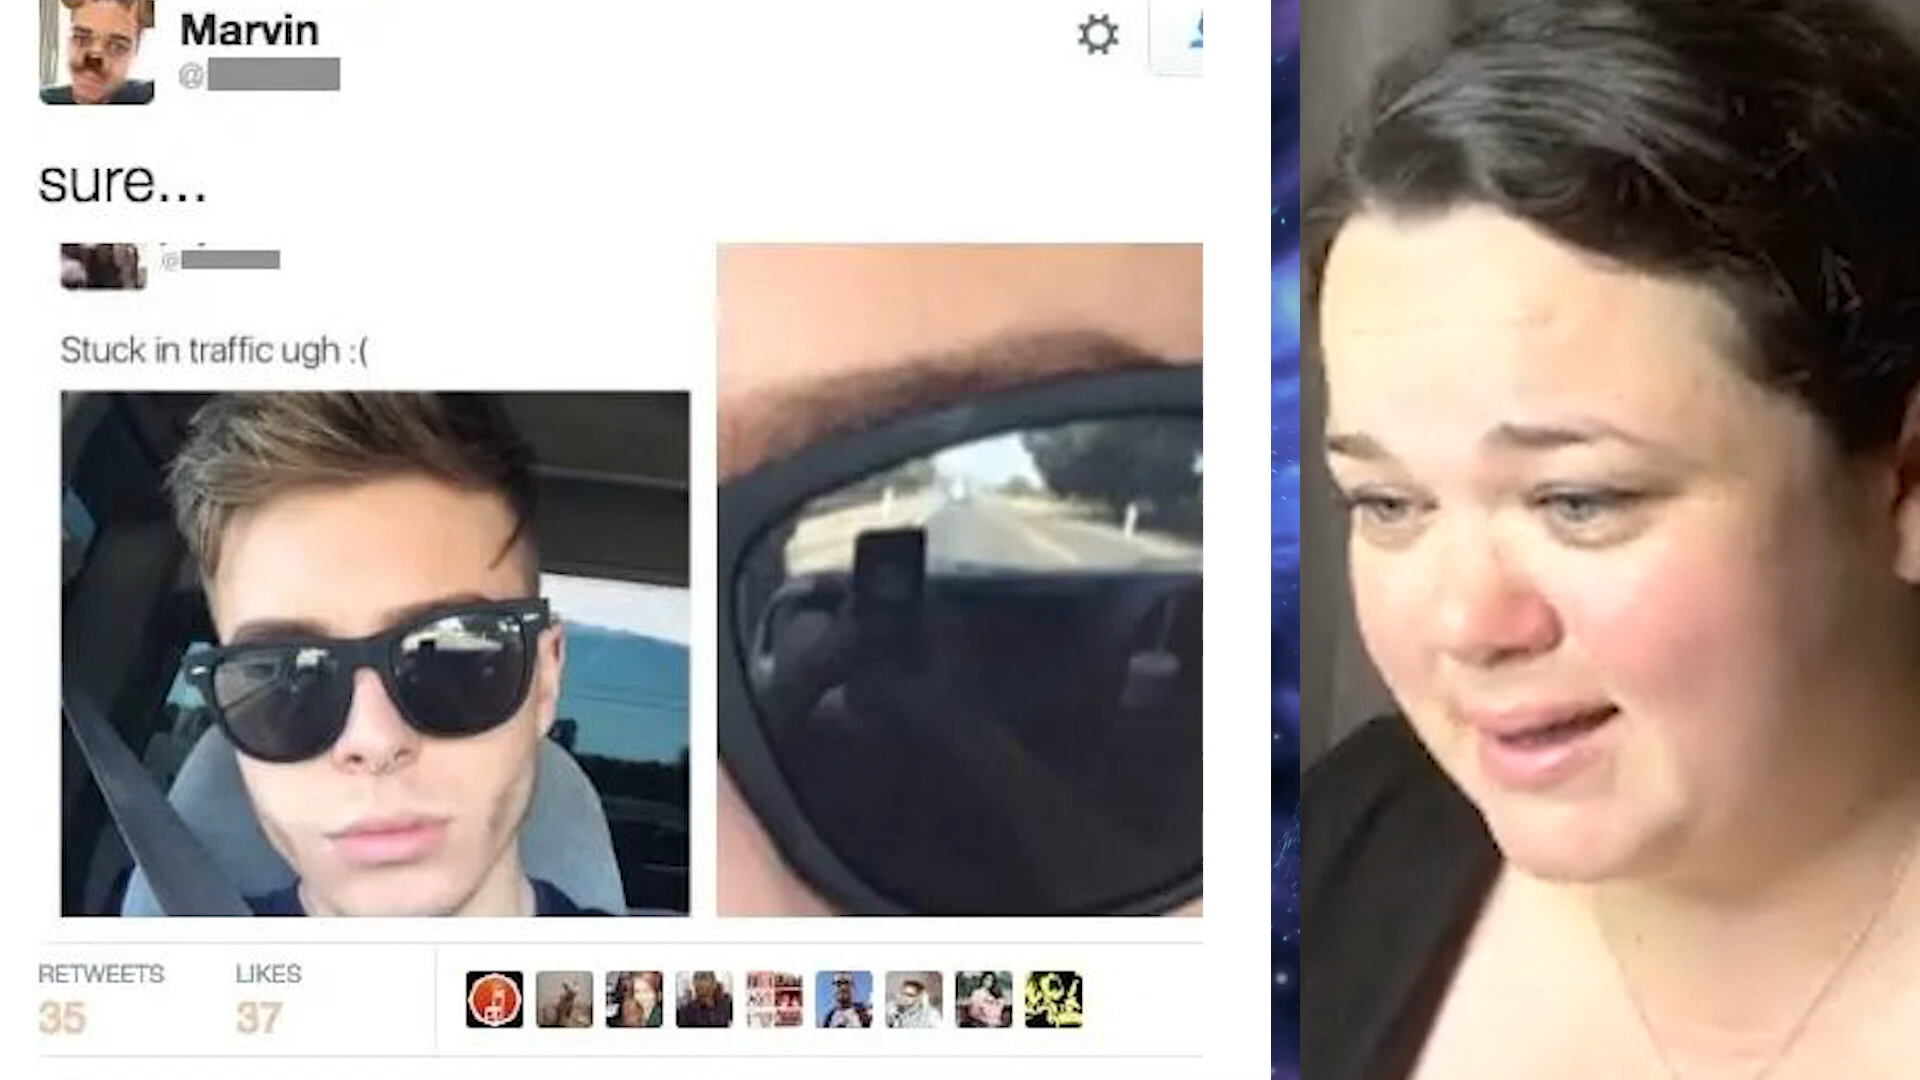 Marvin
@
sure...
@
Stuck in traffic ugh :(
RETWEETS
LIKES
35
37